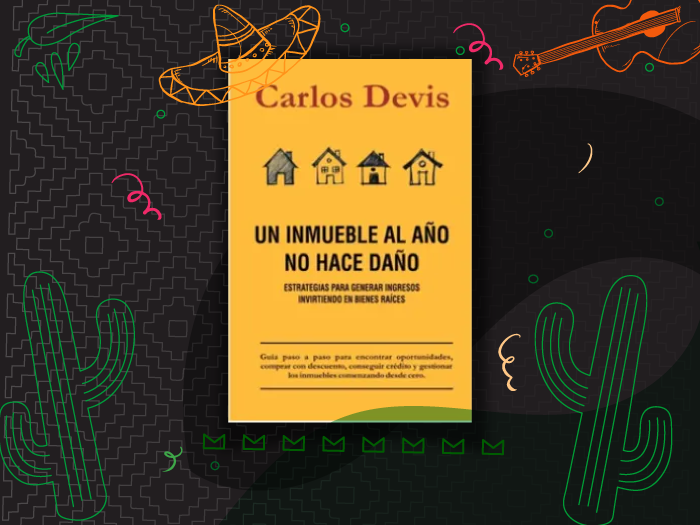 Carlos Devis
UN INMUEBLE AL AÑO
NO HACE DAÑO
ESTRATEGIAS PARA GENERAR INGRESOS
INVIRTIENDO EN BIENES RAÍCES
Guía paso a paso para encontrar oportunidades,
comprar con descuento, conseguir crédito y gestionar
los inmuebles comenzando desde cero.